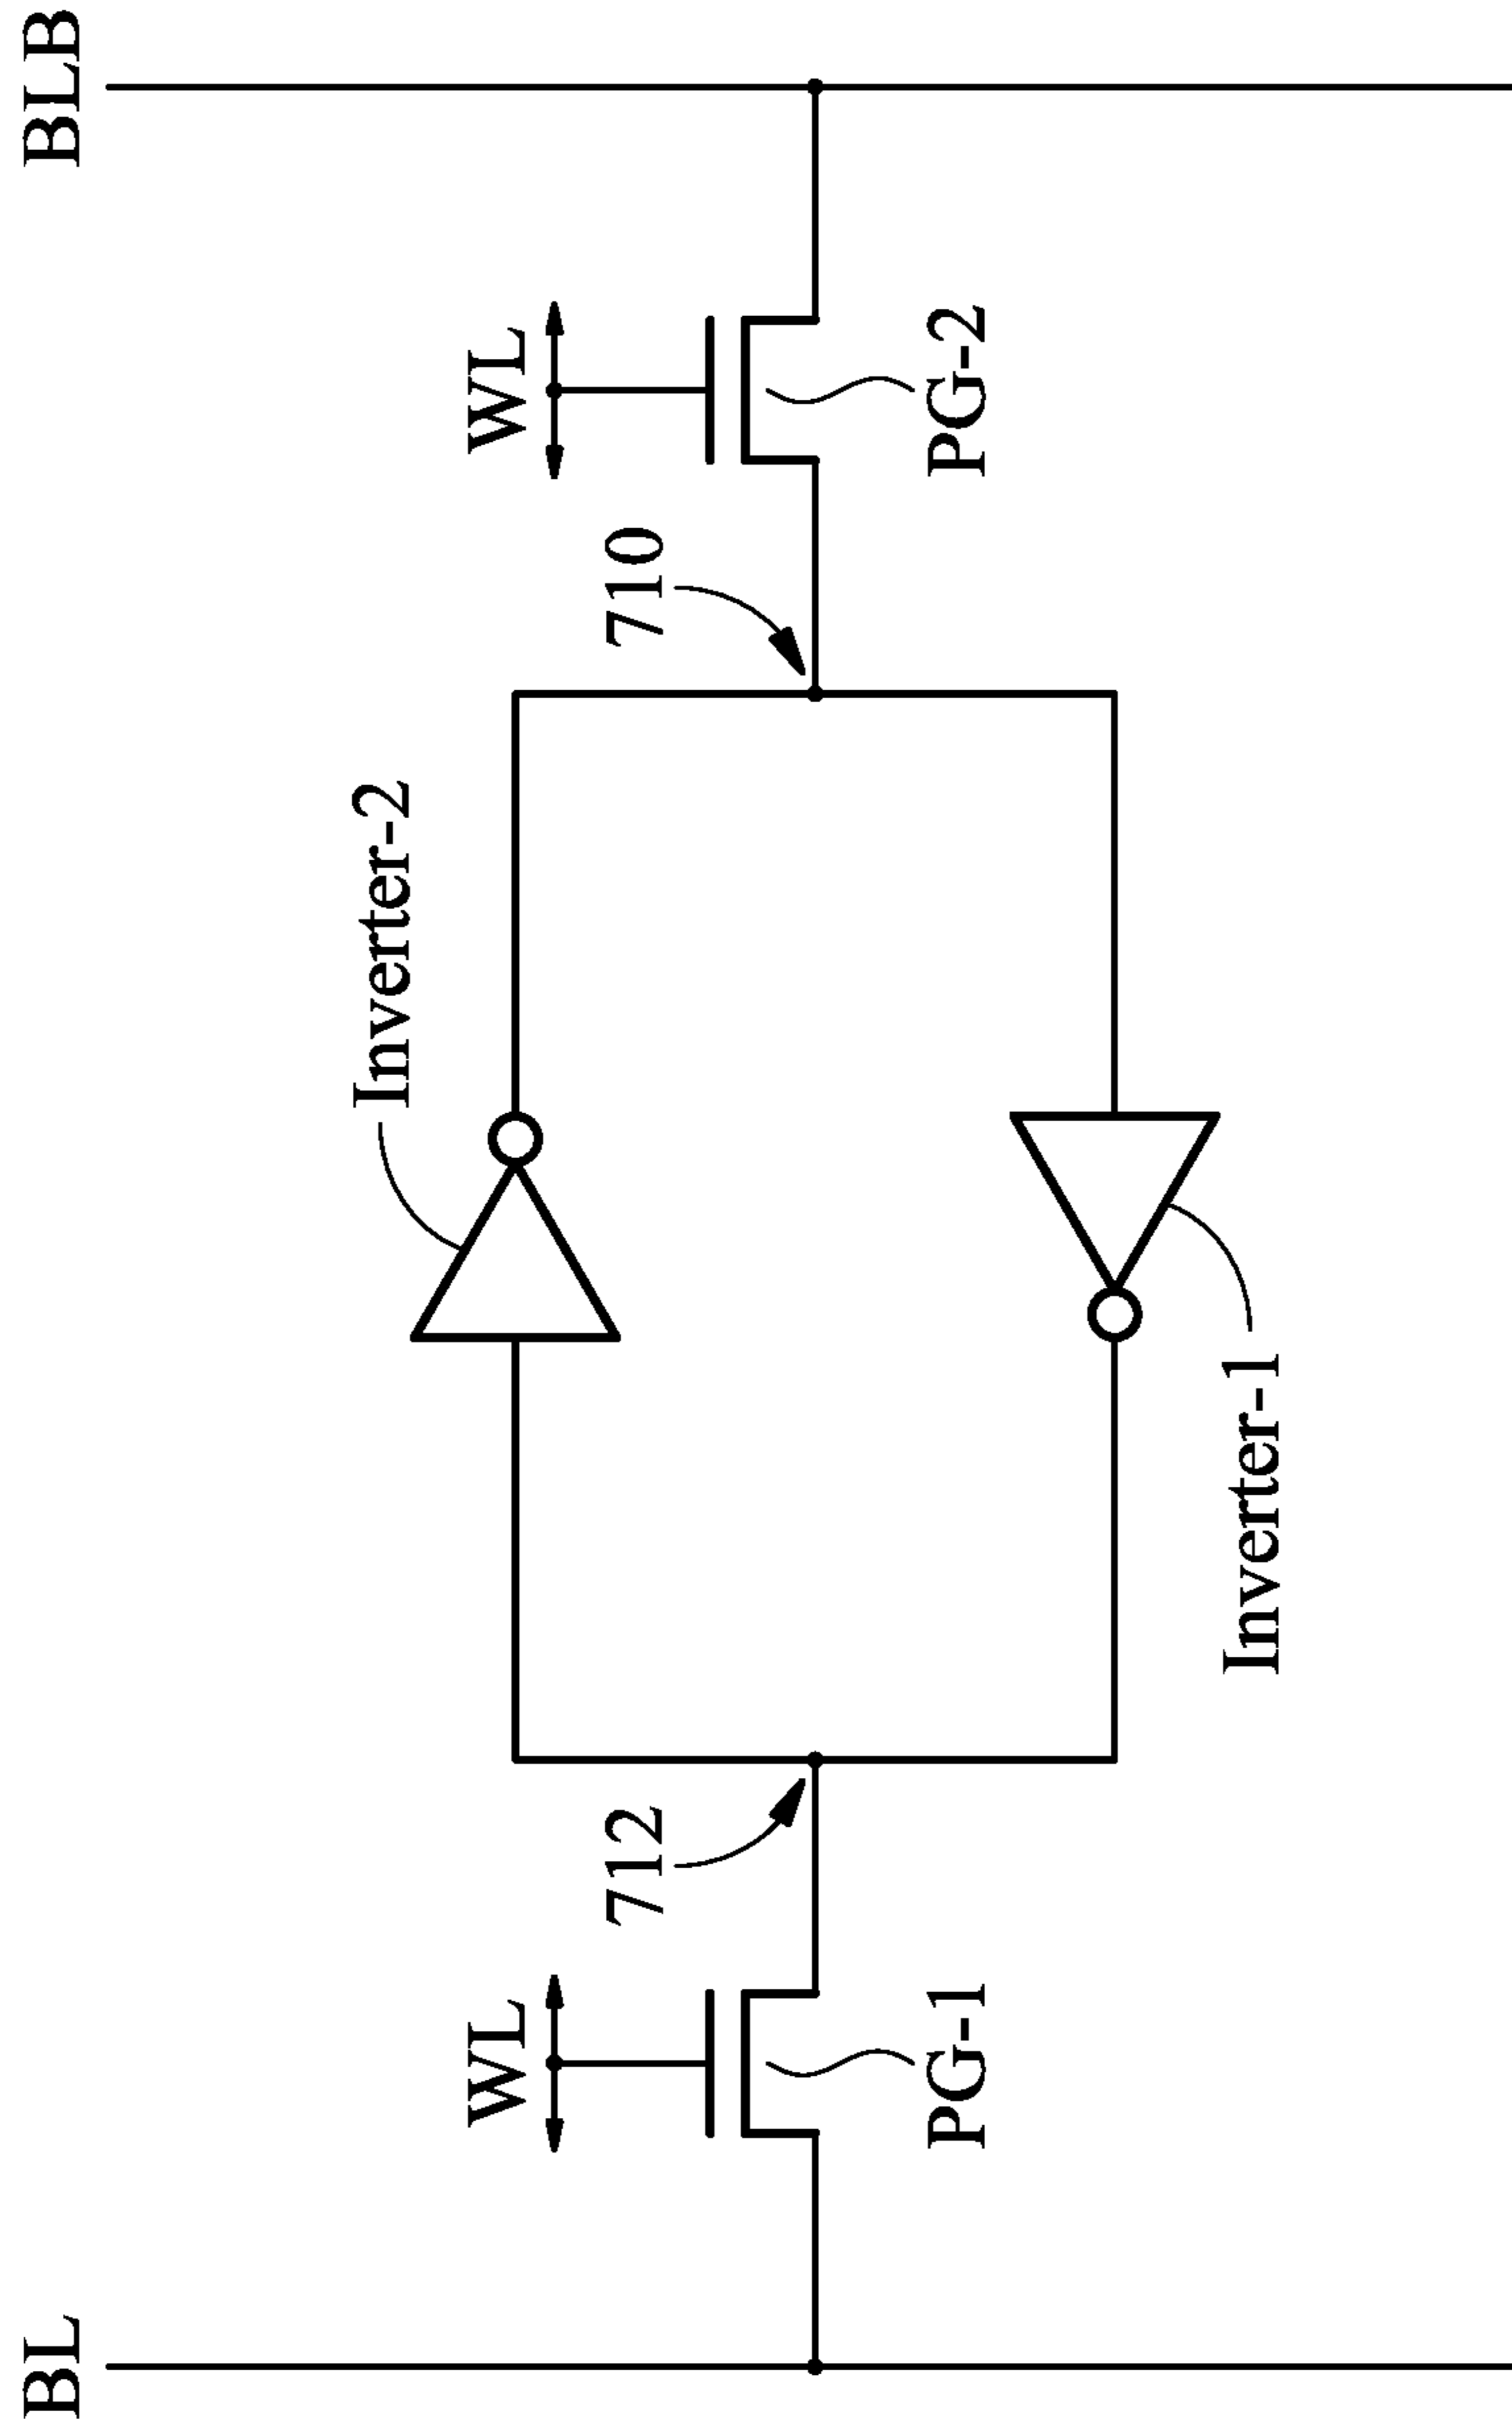 BL
BLB
Inverter-2
WL
WL
712
710
PG-1
PG-2
Inverter-1